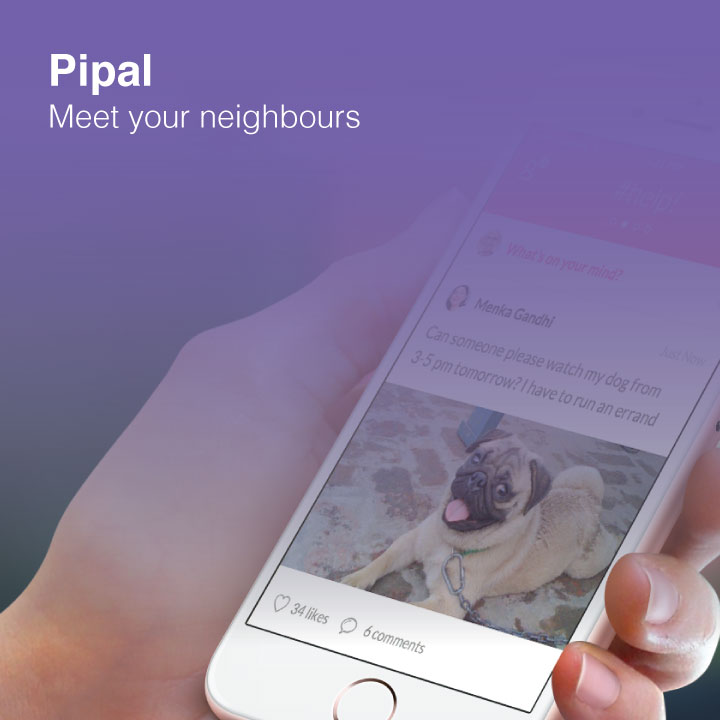 Pipal
Meet your neighbours
#help!
What's on your mind?
Menka Gandhi
Just Now
Can someone please watch my dog from
3-5 pm tomorrow? I have to run an errand
34 likes
6 comments